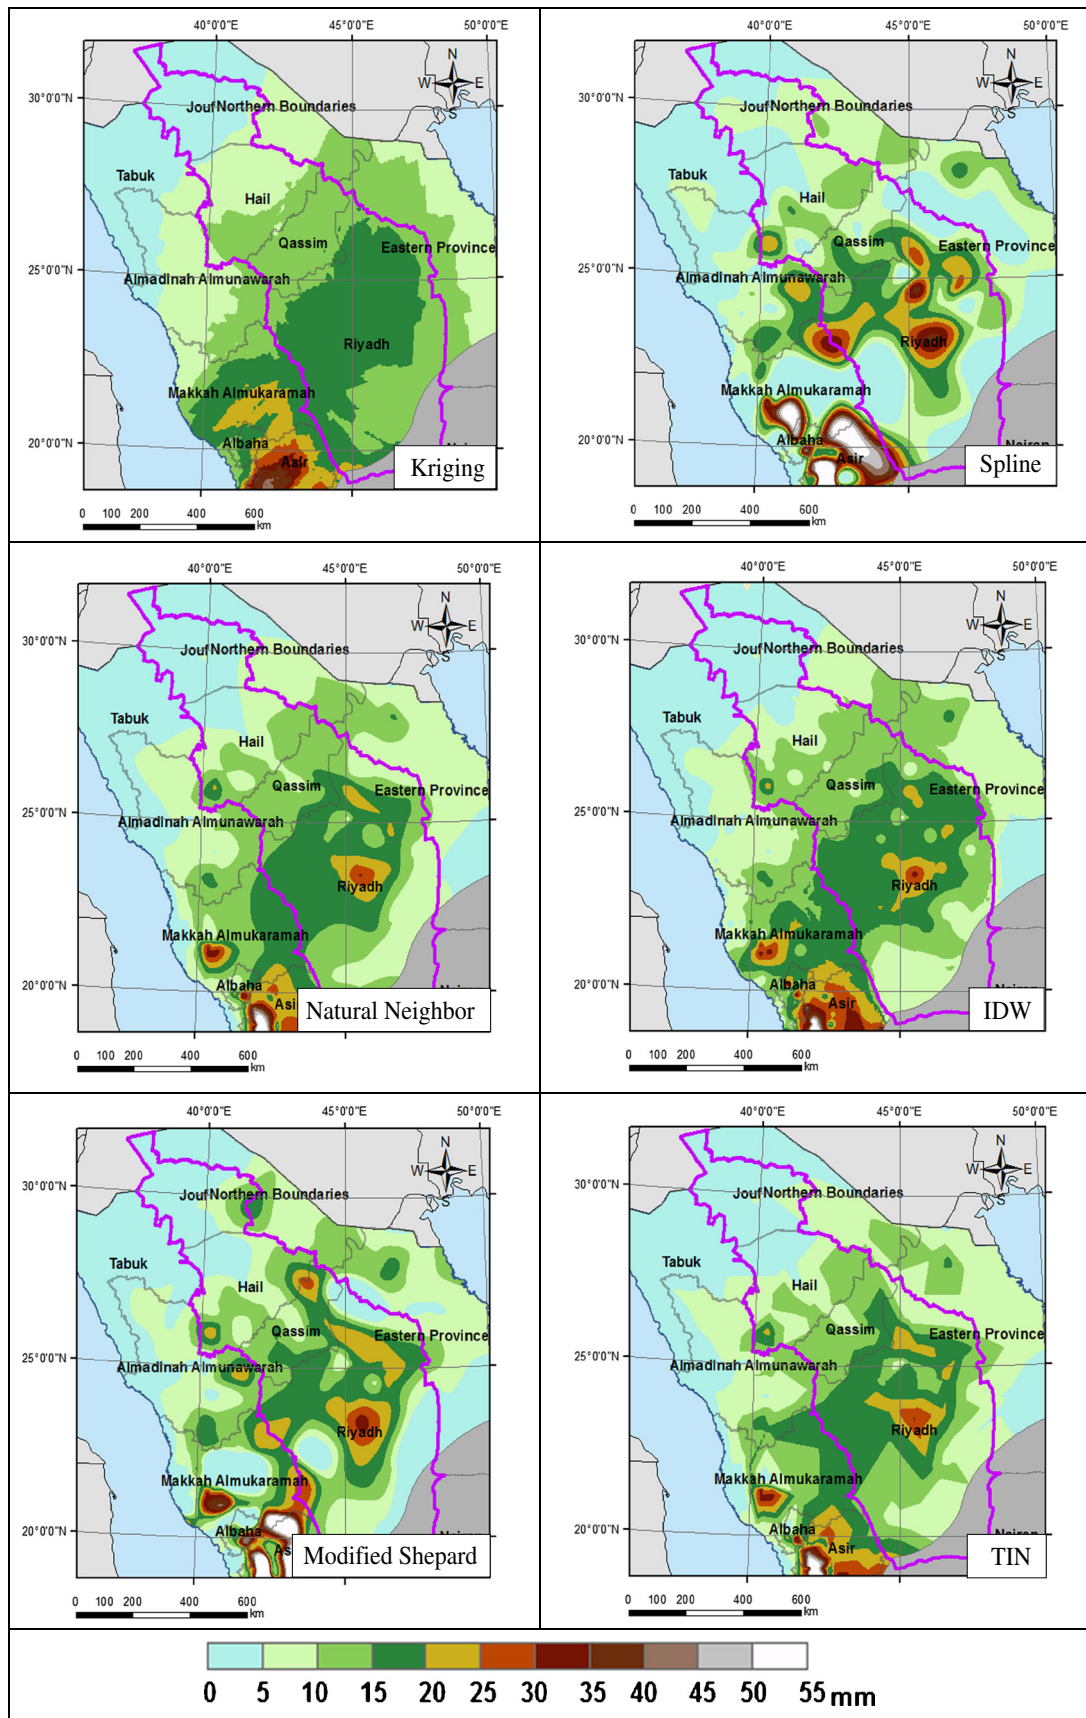 40°0'0"E 45°0'0"E 50°0'0"E
N
W E
S
30°0'0"N
Jouf Northern Boundaries
Tabuk
Hail
Qassim
Eastern Province
25°0'0"N
Almadinah Almunawarah
Riyadh
Makkah Almukaramah
20°0'0"N
Albaha
Asir
Kriging
0 100 200 400 600
km
40°0'0"E 45°0'0"E 50°0'0"E
N
W E
S
30°0'0"N
Jouf Northern Boundaries
Tabuk
Hail
Qassim
Eastern Province
25°0'0"N
Almadinah Almunawarah
Riyadh
Makkah Almukaramah
20°0'0"N
Albaha
Asir
Spline
0 100 200 400 600
km
40°0'0"E 45°0'0"E 50°0'0"E
N
W E
S
30°0'0"N
Jouf Northern Boundaries
Tabuk
Hail
Qassim
Eastern Province
25°0'0"N
Almadinah Almunawarah
Riyadh
Makkah Almukaramah
20°0'0"N
Albaha
Asi
Natural Neighbor
0 100 200 400 600
km
40°0'0"E 45°0'0"E 50°0'0"E
N
W E
S
30°0'0"N
Jouf Northern Boundaries
Tabuk
Hail
Qassim
Eastern Province
25°0'0"N
Almadinah Almunawarah
Riyadh
Makkah Almukaramah
20°0'0"N
Albaha
Asir
IDW
0 100 200 400 600
km
40°0'0"E 45°0'0"E 50°0'0"E
N
W E
S
30°0'0"N
Jouf Northern Boundaries
Tabuk
Hail
Qassim
Eastern Province
25°0'0"N
Almadinah Almunawarah
Riyadh
Makkah Almukaramah
20°0'0"N
Albaha
As
Modified Shepard
0 100 200 400 600
km
40°0'0"E 45°0'0"E 50°0'0"E
N
W E
S
30°0'0"N
Jouf Northern Boundaries
Tabuk
Hail
Qassim
Eastern Province
25°0'0"N
Almadinah Almunawarah
Riyadh
Makkah Almukaramah
20°0'0"N
Albaha
Asir
TIN
0 100 200 400 600
km
0 5 10 15 20 25 30 35 40 45 50 55 mm